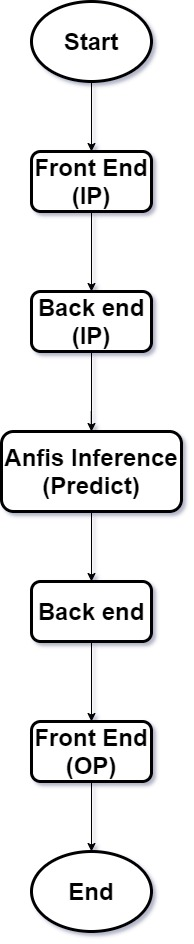 Start
Front End
(IP)
Back end
(IP)
Anfis Inference
(Predict)
Back end
Front End
(OP)
End